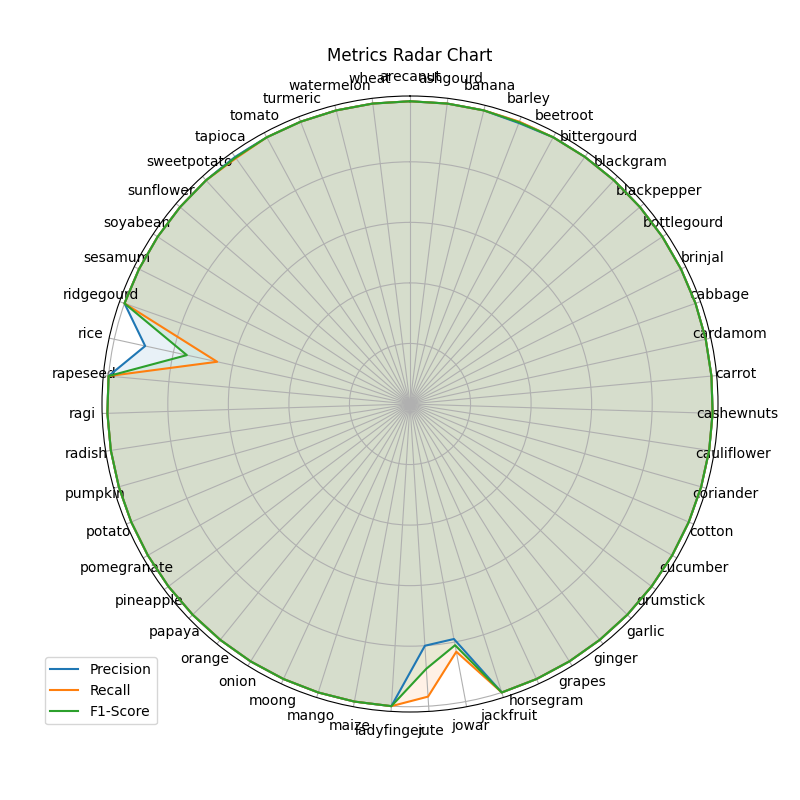 Metrics Radar Chart
arecanut
ashgourd
banana
barley
beetroot
bittergourd
blackgram
blackpepper
bottlegourd
brinjal
cabbage
cardamom
carrot
cashewnuts
cauliflower
coriander
cotton
cucumber
drumstick
garlic
ginger
grapes
horsegram
jackfruit
jowar
jute
ladyfinger
maize
mango
moong
onion
orange
papaya
pineapple
pomegranate
potato
pumpkin
radish
ragi
rapeseed
rice
ridgegourd
sesamum
soyabean
sunflower
sweetpotato
tapioca
tomato
turmeric
watermelon
wheat
Precision
Recall
F1-Score